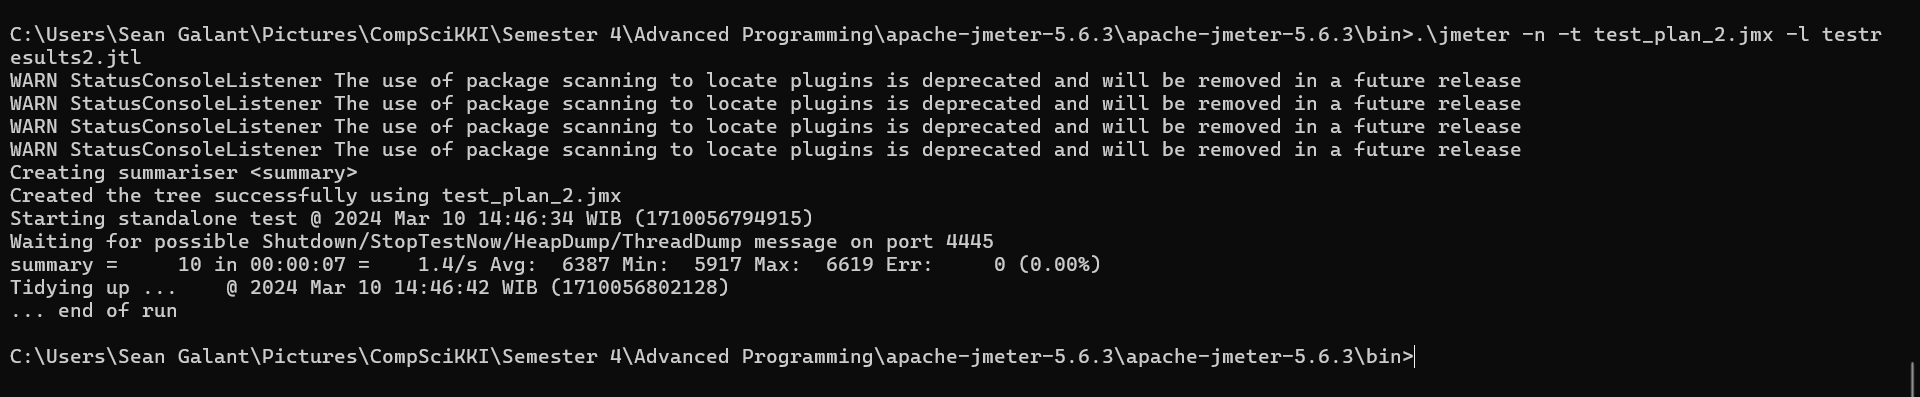 C:\Users\Sean Galant\Pictures\CompSciKKI\Semester 4\Advanced Programming\apache-jmeter-5.6.3\apache-jmeter-5.6.3\bin>.\jmeter -n -t test_plan_2.jmx -l testr
esults2.jtl
WARN StatusConsoleListener The use of package scanning to locate plugins is deprecated and will be removed in a future release
WARN StatusConsoleListener The use of package scanning to locate plugins is deprecated and will be removed in a future release
WARN StatusConsoleListener The use of package scanning to locate plugins is deprecated and will be removed in a future release
WARN StatusConsoleListener The use of package scanning to locate plugins is deprecated and will be removed in a future release
Creating summariser <summary>
Created the tree successfully using test_plan_2.jmx
Starting standalone test @ 2024 Mar 10 14:46:34 WIB (1710056794915)
Waiting for possible Shutdown/StopTestNow/HeapDump/ThreadDump message on port 4445
summary =     10 in 00:00:07 =    1.4/s Avg:  6387 Min:  5917 Max:  6619 Err:     0 (0.00%)
Tidying up ...    @ 2024 Mar 10 14:46:42 WIB (1710056802128)
... end of run
C:\Users\Sean Galant\Pictures\CompSciKKI\Semester 4\Advanced Programming\apache-jmeter-5.6.3\apache-jmeter-5.6.3\bin>